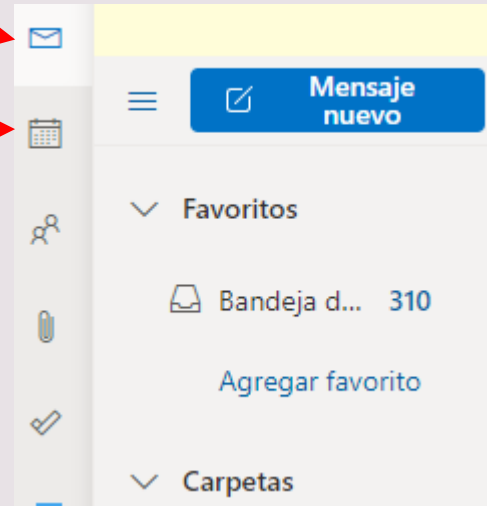 Mensaje
nuevo
Favoritos
Bandeja d... 310
Agregar favorito
Carpetas